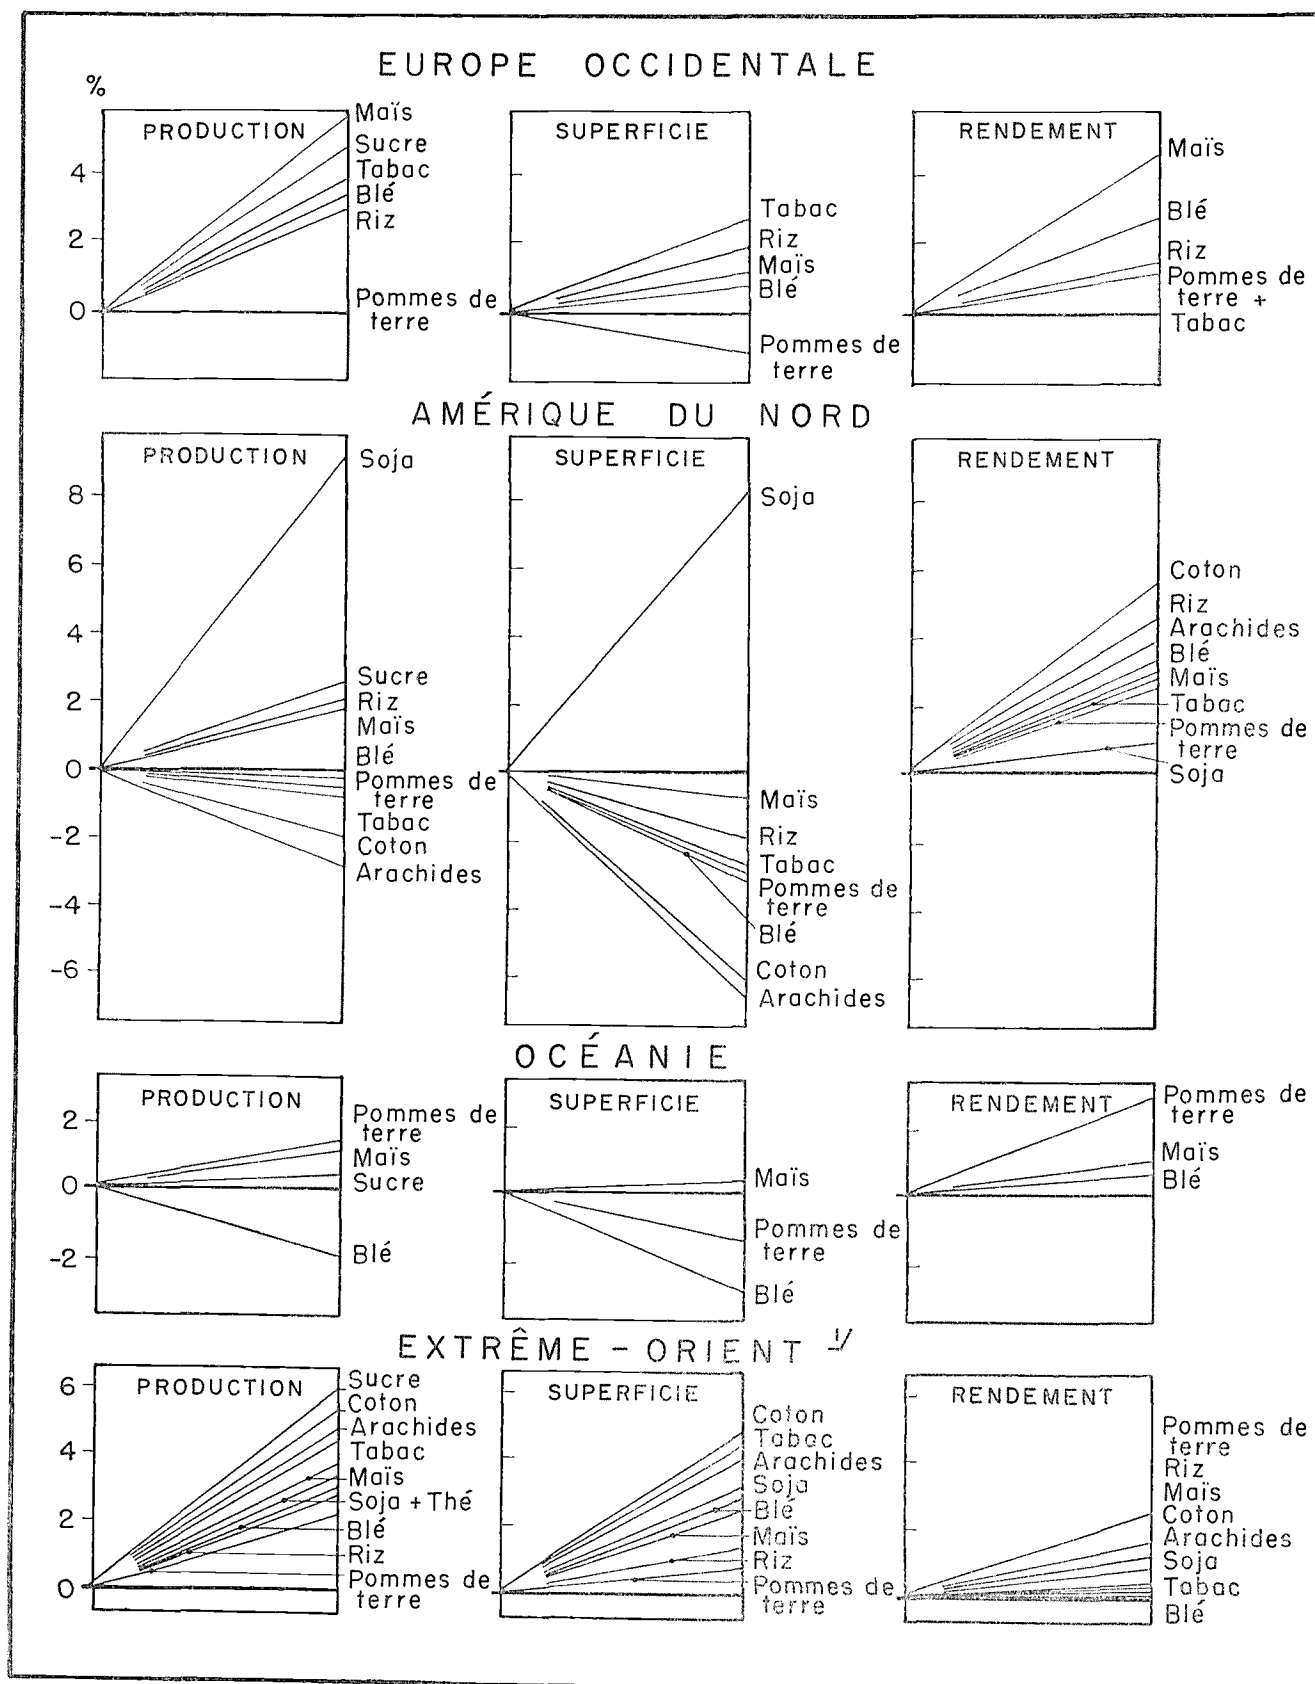 EUROPE OCCIDENTALE
%
PRODUCTION
4
2
0
Maïs
Sucre
Tabac
Blé
Riz
Pommes de
terre
SUPERFICIE
Tabac
Riz
Maïs
Blé
Pommes de
terre
RENDEMENT
Maïs
Blé
Riz
Pommes de
terre +
Tabac
AMÉRIQUE DU NORD
PRODUCTION
8
6
4
2
0
-2
-4
-6
Soja
Sucre
Riz
Maïs
Blé
Pommes de
terre
Tabac
Coton
Arachides
SUPERFICIE
Soja
Maïs
Riz
Tabac
Pommes de
terre
Blé
Coton
Arachides
RENDEMENT
Coton
Riz
Arachides
Blé
Maïs
Tabac
Pommes de
terre
Soja
OCÉANIE
PRODUCTION
2
0
-2
Pommes de
terre
Maïs
Sucre
Blé
SUPERFICIE
Maïs
Pommes de
terre
Blé
RENDEMENT
Pommes de
terre
Maïs
Blé
EXTRÊME - ORIENT 1/
PRODUCTION
6
4
2
0
Sucre
Coton
Arachides
Tabac
Maïs
Soja + Thé
Blé
Riz
Pommes de
terre
SUPERFICIE
Coton
Tabac
Arachides
Soja
Blé
Maïs
Riz
Pommes de
terre
RENDEMENT
Pommes de
terre
Riz
Maïs
Coton
Arachides
Soja
Tabac
Blé